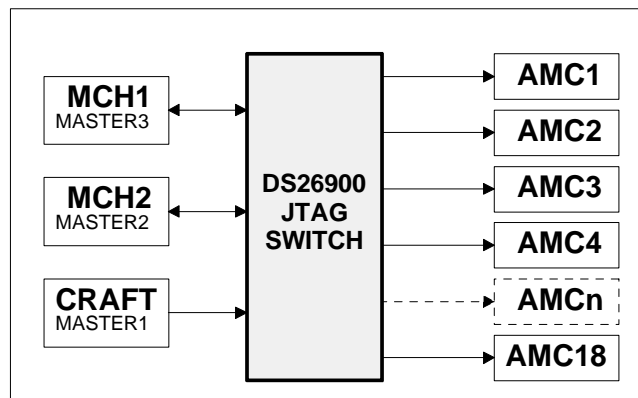 MCH1
MASTER3
MCH2
MASTER2
CRAFT
MASTER1
DS26900
JTAG
SWITCH
AMC1
AMC2
AMC3
AMC4
AMCn
AMC18